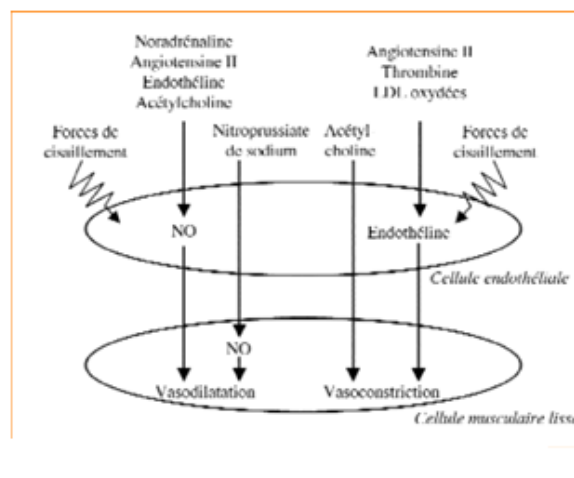 Noradrénaline
Angiotensine II
Endothéline
Acétylcholine
Angiotensine II
Thrombine
LDL oxydées
Forces de
cisaillement
Nitroprussiate
de sodium
Acétyl
choline
Forces de
cisaillement
NO
Endothéline
Cellule endothéliale
NO
Vasodilatation
Vasoconstriction
Cellule musculaire liss